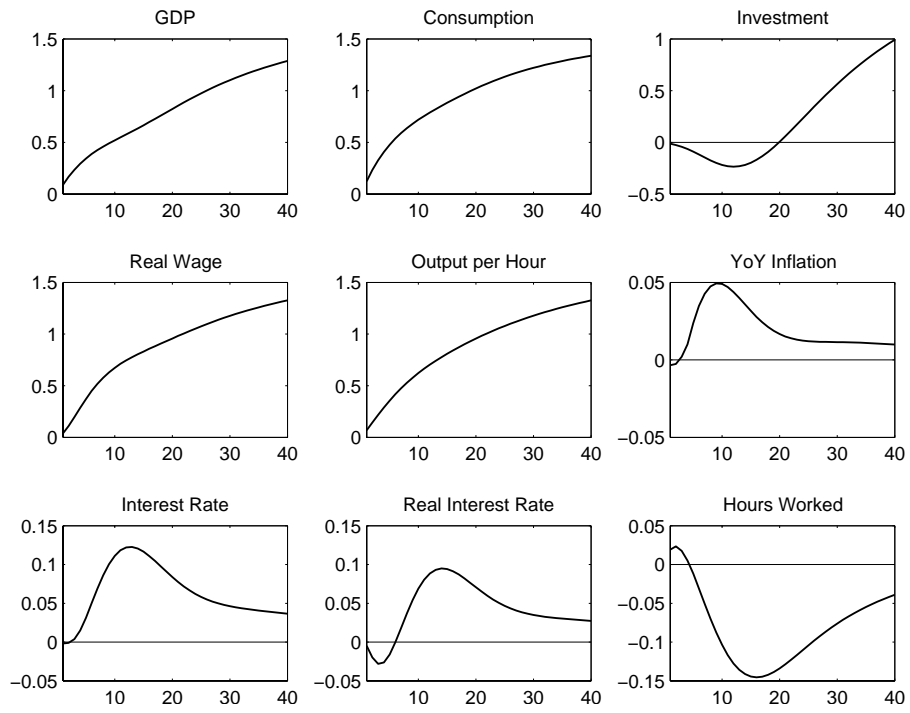 GDP
1.5
1
0.5
0
10 20 30 40
Consumption
1.5
1
0.5
0
10 20 30 40
Investment
1
0.5
0
−0.5
10 20 30 40
Real Wage
1.5
1
0.5
0
10 20 30 40
Output per Hour
1.5
1
0.5
0
10 20 30 40
YoY Inflation
0.05
0
−0.05
10 20 30 40
Interest Rate
0.15
0.1
0.05
0
−0.05
10 20 30 40
Real Interest Rate
0.15
0.1
0.05
0
−0.05
10 20 30 40
Hours Worked
0.05
0
−0.05
−0.1
−0.15
10 20 30 40